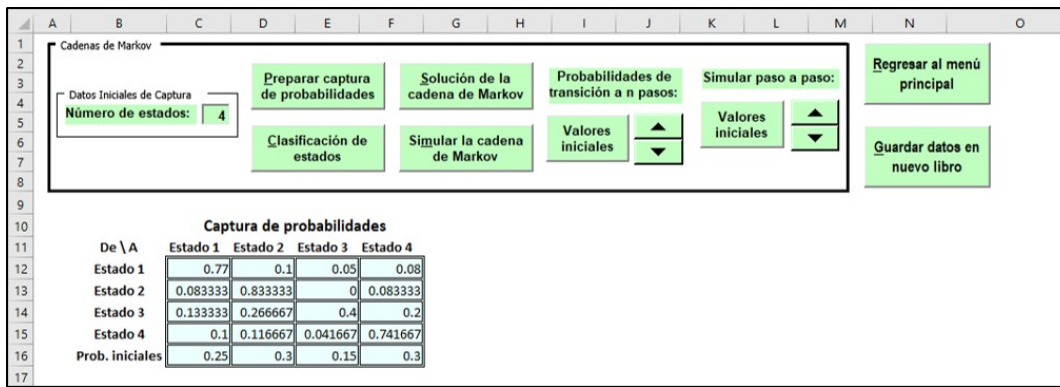 A B C D E F G H I J K L M N O
1 Cadenas de Markov
2 Regresar al menú
3 Preparar captura Solución de la Probabilidades de Simular paso a paso: principal
4 Datos Iniciales de Captura de probabilidades cadena de Markov transición a n pasos:
5 Número de estados: 4 Valores iniciales
6 Clasificación de Simular la cadena Valores Guardar datos en
7 estados de Markov iniciales nuevo libro
8
9
10 Captura de probabilidades
11 De \ A Estado 1 Estado 2 Estado 3 Estado 4
12 Estado 1 0.77 0.1 0.05 0.08
13 Estado 2 0.083333 0.833333 0 0.083333
14 Estado 3 0.133333 0.266667 0.4 0.2
15 Estado 4 0.1 0.116667 0.041667 0.741667
16 Prob. iniciales 0.25 0.3 0.15 0.3
17